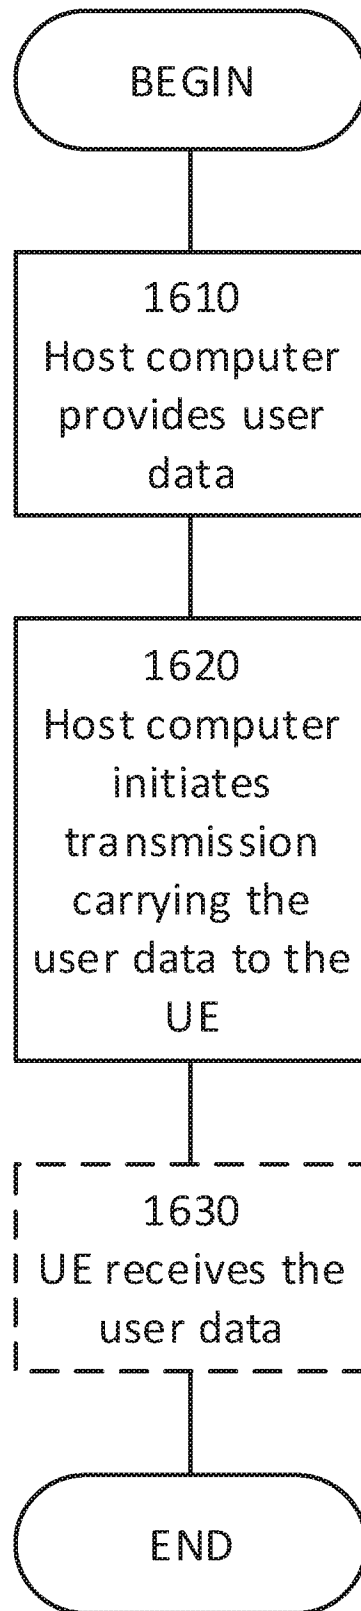 BEGIN
1610
Host computer
provides user
data
1620
Host computer
initiates
transmission
carrying the
user data to the
UE
1630
UE receives the
user data
END